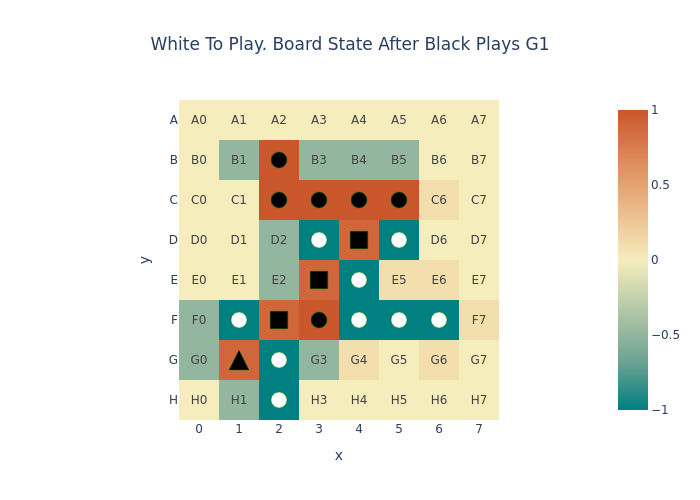 White To Play. Board State After Black Plays G1
A A0 A1 A2 A3 A4 A5 A6 A7
B B0 B1 B3 B4 B5 B6 B7
C C0 C1 C6 C7
D D0 D1 D2 D6 D7
E E0 E1 E2 E5 E6 E7
F F0 F7
G G0 G3 G4 G5 G6 G7
H H0 H1 H3 H4 H5 H6 H7
0 1 2 3 4 5 6 7
x
y
1
0.5
0
−0.5
−1